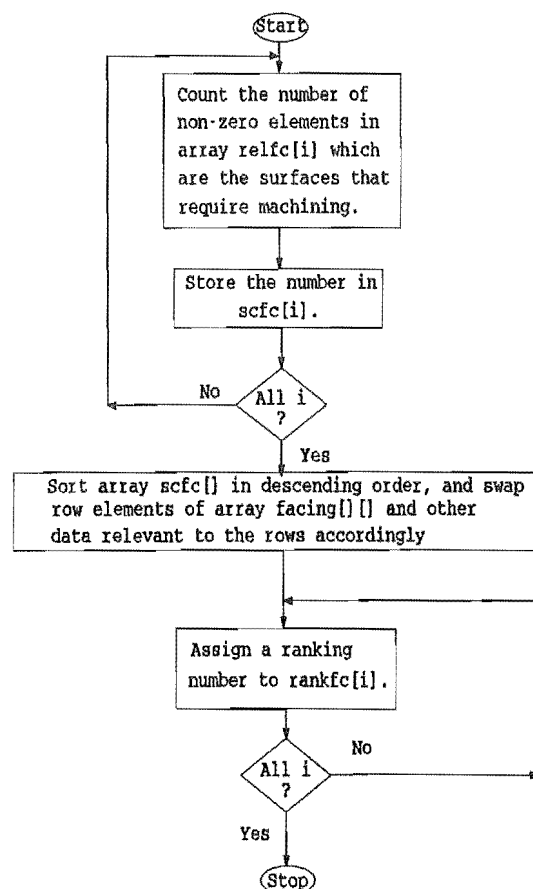 Start
Count the number of
non-zero elements in
array relfc[i] which
are the surfaces that
require machining.
Store the number in
scfc[i].
No
All i
?
Yes
Sort array scfc[] in descending order, and swap
row elements of array facing[][] and other
data relevant to the rows accordingly
Assign a ranking
number to rankfc[i].
No
All i
?
Yes
Stop